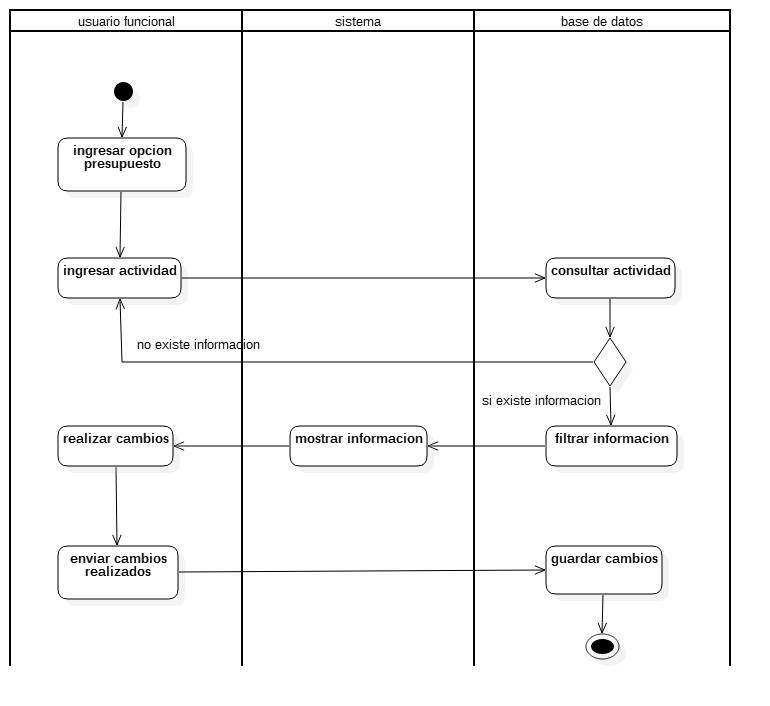 usuario funcional
sistema
base de datos
ingresar opcion
presupuesto
ingresar actividad
consultar actividad
no existe informacion
si existe informacion
realizar cambios
mostrar informacion
filtrar informacion
enviar cambios
realizados
guardar cambios